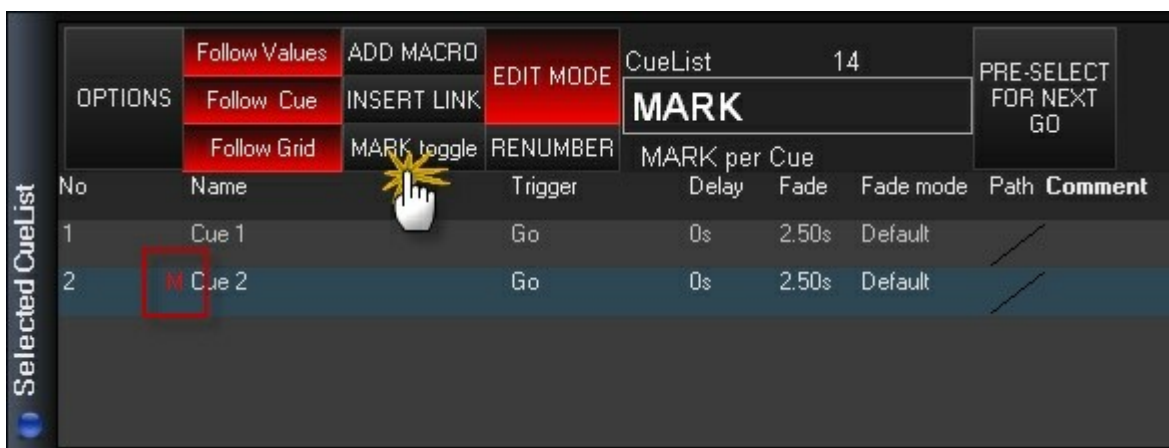 OPTIONS
Follow Values
Follow Cue
Follow Grid
ADD MACRO
INSERT LINK
MARK toggle
EDIT MODE
RENUMBER
CueList 14
MARK
MARK per Cue
PRE-SELECT
FOR NEXT
GO
No Name Trigger Delay Fade Fade mode Path Comment
1 Cue 1 Go 0s 2.50s Default
2 M Cue 2 Go 0s 2.50s Default
Selected CueList